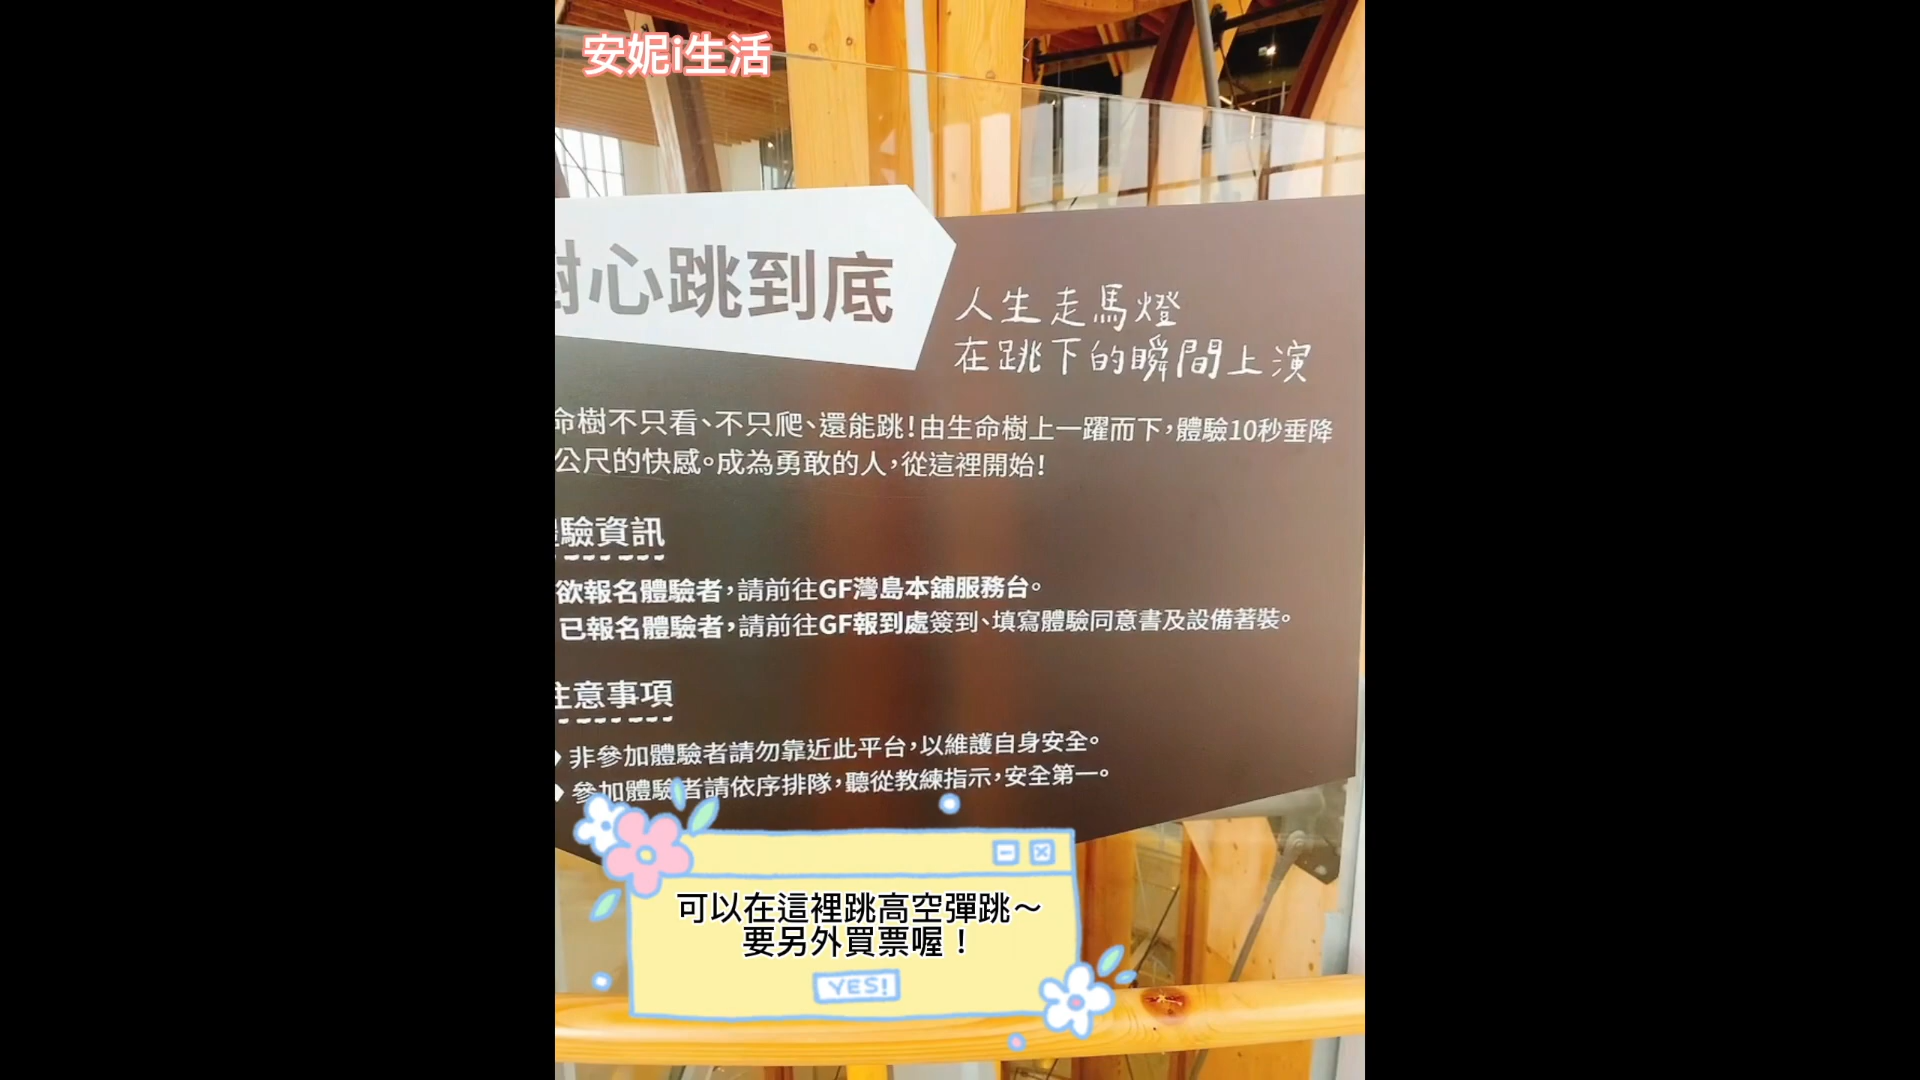 安妮i生活
樹心跳到底
人生走馬燈
在跳下的瞬間上演
命樹不只看、不只爬、還能跳!由生命樹上一躍而下,體驗10秒垂降
公尺的快感。成為勇敢的人,從這裡開始!
驗資訊
欲報名體驗者,請前往GF灣島本舖服務台。
已報名體驗者,請前往GF報到處簽到、填寫體驗同意書及設備著裝。
注意事項
非參加體驗者請勿靠近此平台,以維護自身安全。
參加體驗者請依序排隊,聽從教練指示,安全第一。
可以在這裡跳高空彈跳～
要另外買票喔！
YES!